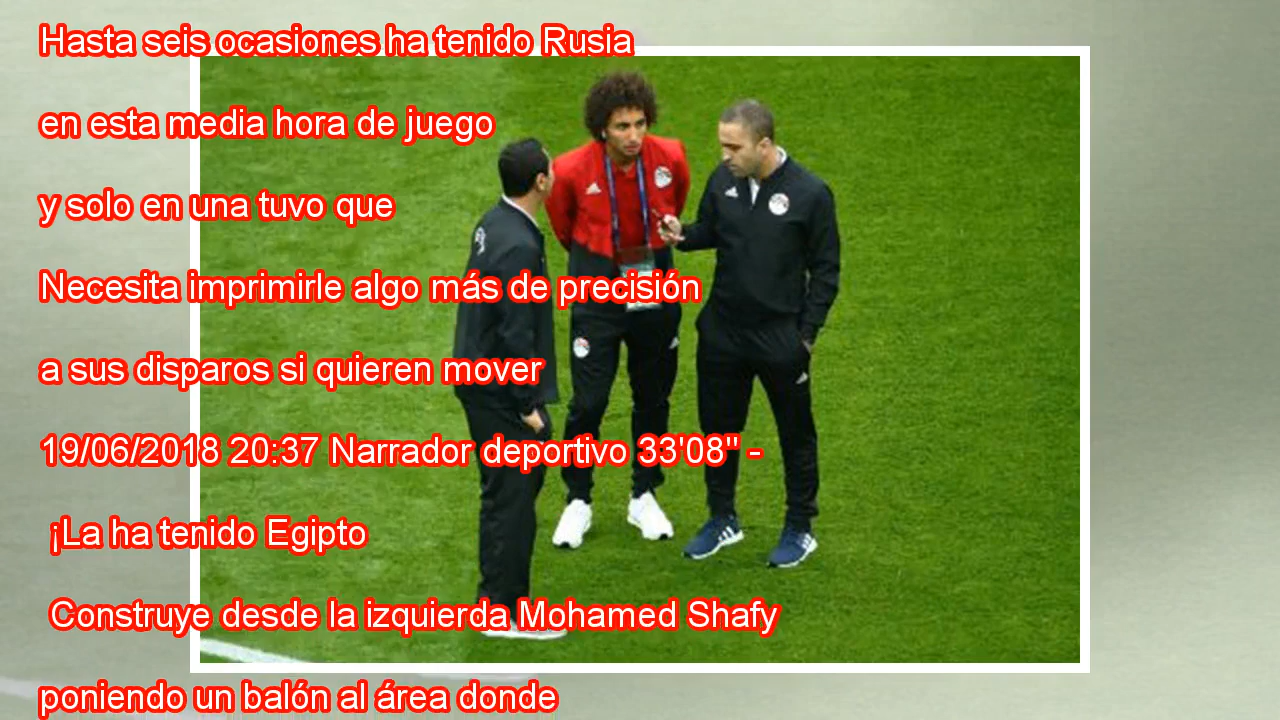 Hasta seis ocasiones ha tenido Rusia
en esta media hora de juego
y solo en una tuvo que
Necesita imprimirle algo más de precisión
a sus disparos si quieren mover
19/06/2018 20:37 Narrador deportivo 33'08" -
¡La ha tenido Egipto
Construye desde la izquierda Mohamed Shafy
poniendo un balón al área donde